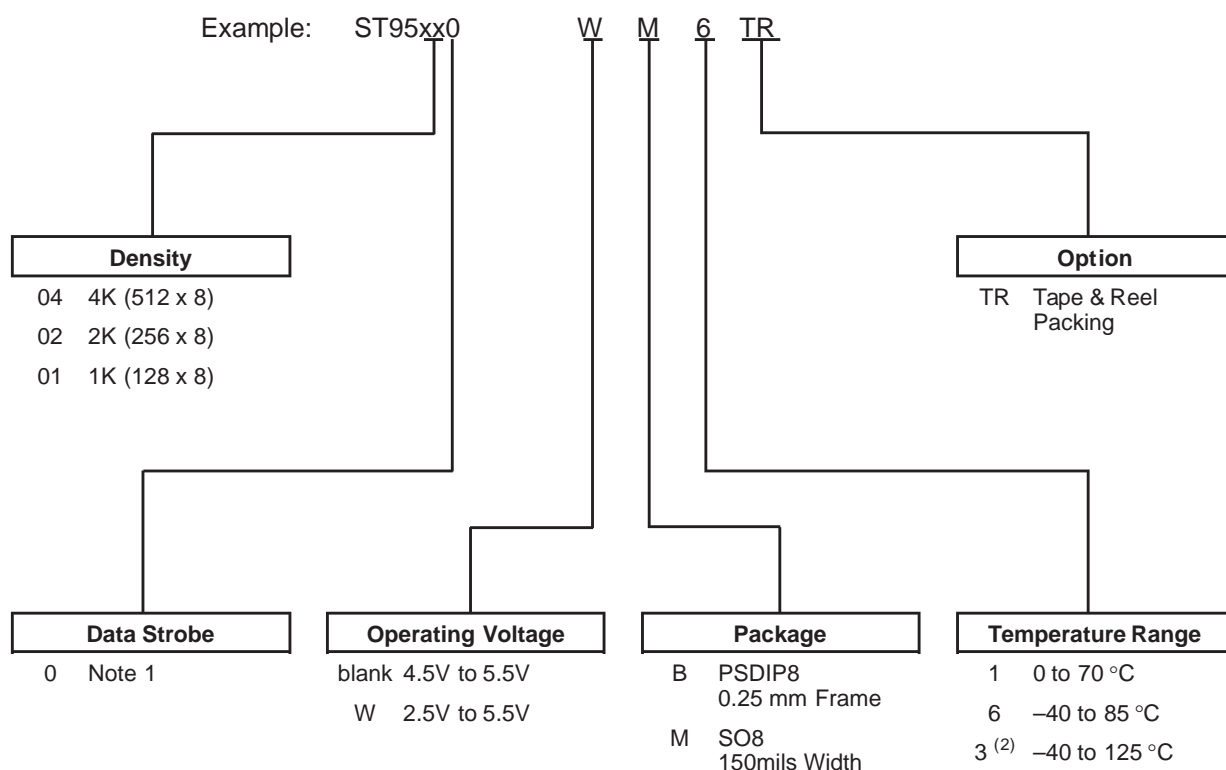 Example: ST95xx0 W M 6 TR
Density
04 4K (512 x 8)
02 2K (256 x 8)
01 1K (128 x 8)
Option
TR Tape & Reel
Packing
Data Strobe
0 Note 1
Operating Voltage
blank 4.5V to 5.5V
W 2.5V to 5.5V
Package
B PSDIP8
0.25 mm Frame
M SO8
150mils Width
Temperature Range
1 0 to 70 °C
6 –40 to 85 °C
3 (2) –40 to 125 °C